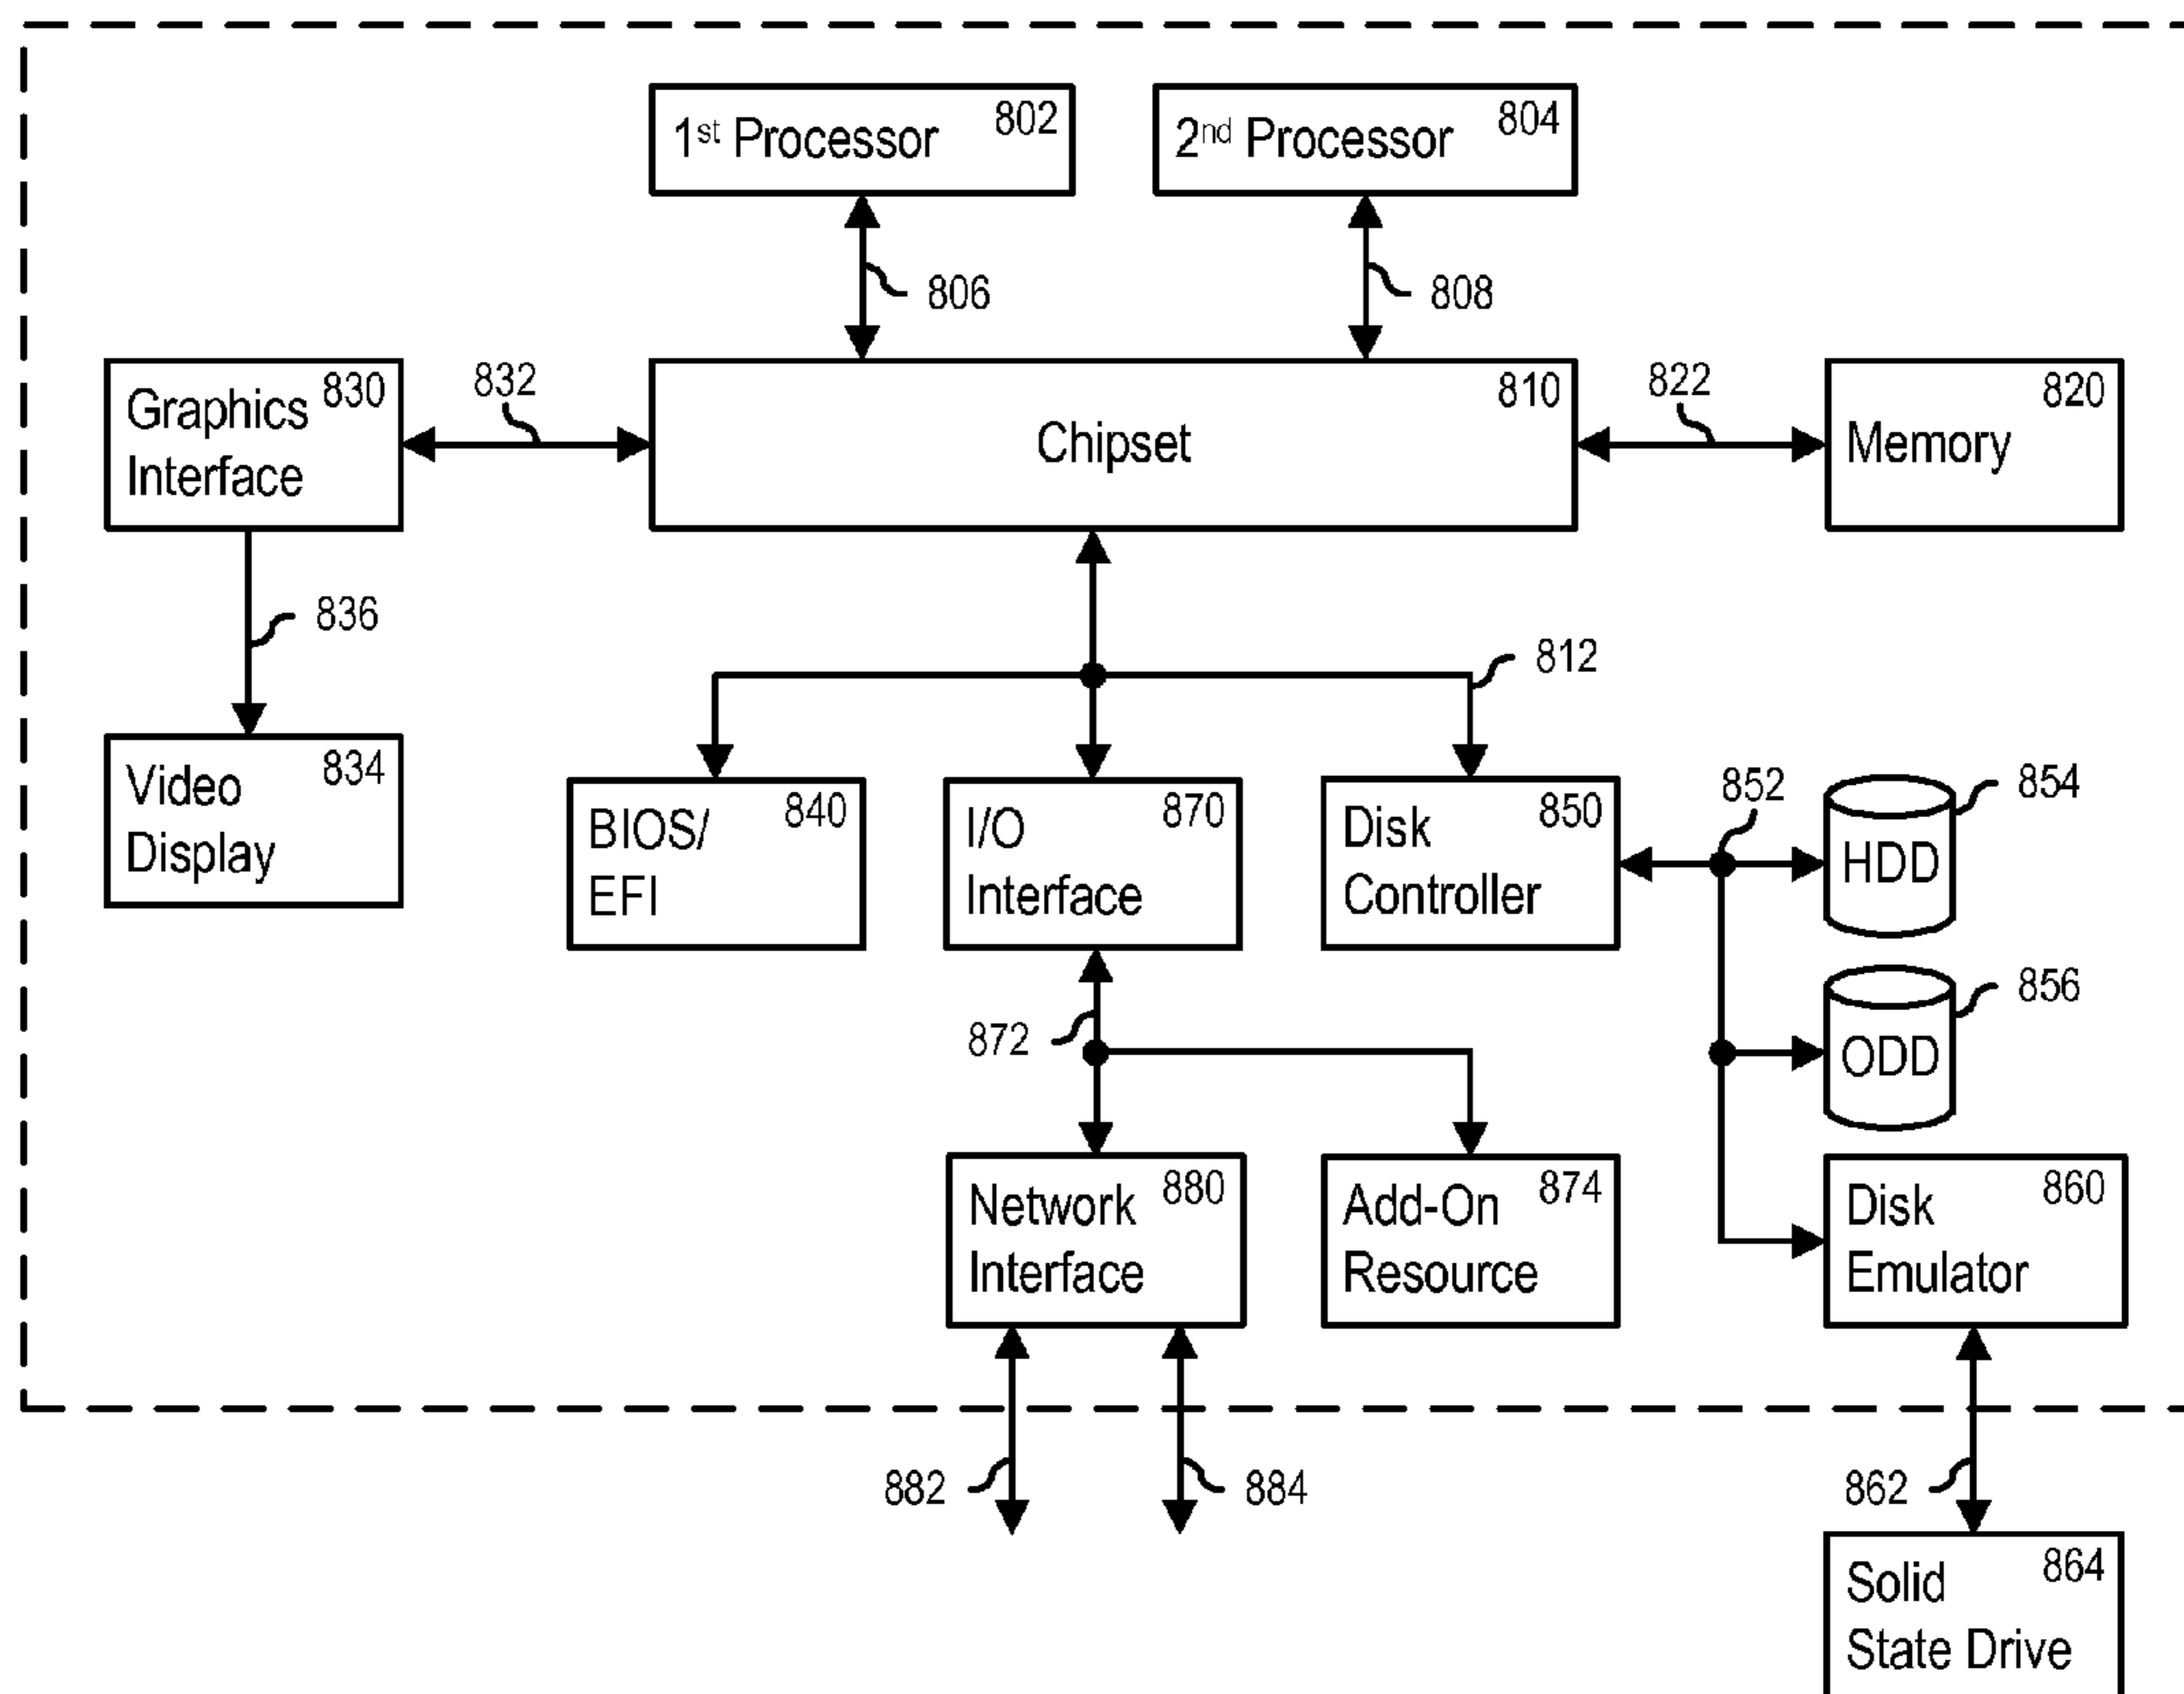 1st Processor 802
2nd Processor 804
806
808
Graphics 830
Interface
832
810
Chipset
822
820
Memory
836
812
Video 834
Display
BIOS/ 840
EFI
I/O 870
Interface
Disk 850
Controller
852
854
HDD
856
ODD
872
Network 880
Interface
Add-On 874
Resource
Disk 860
Emulator
882
884
862
Solid 864
State Drive